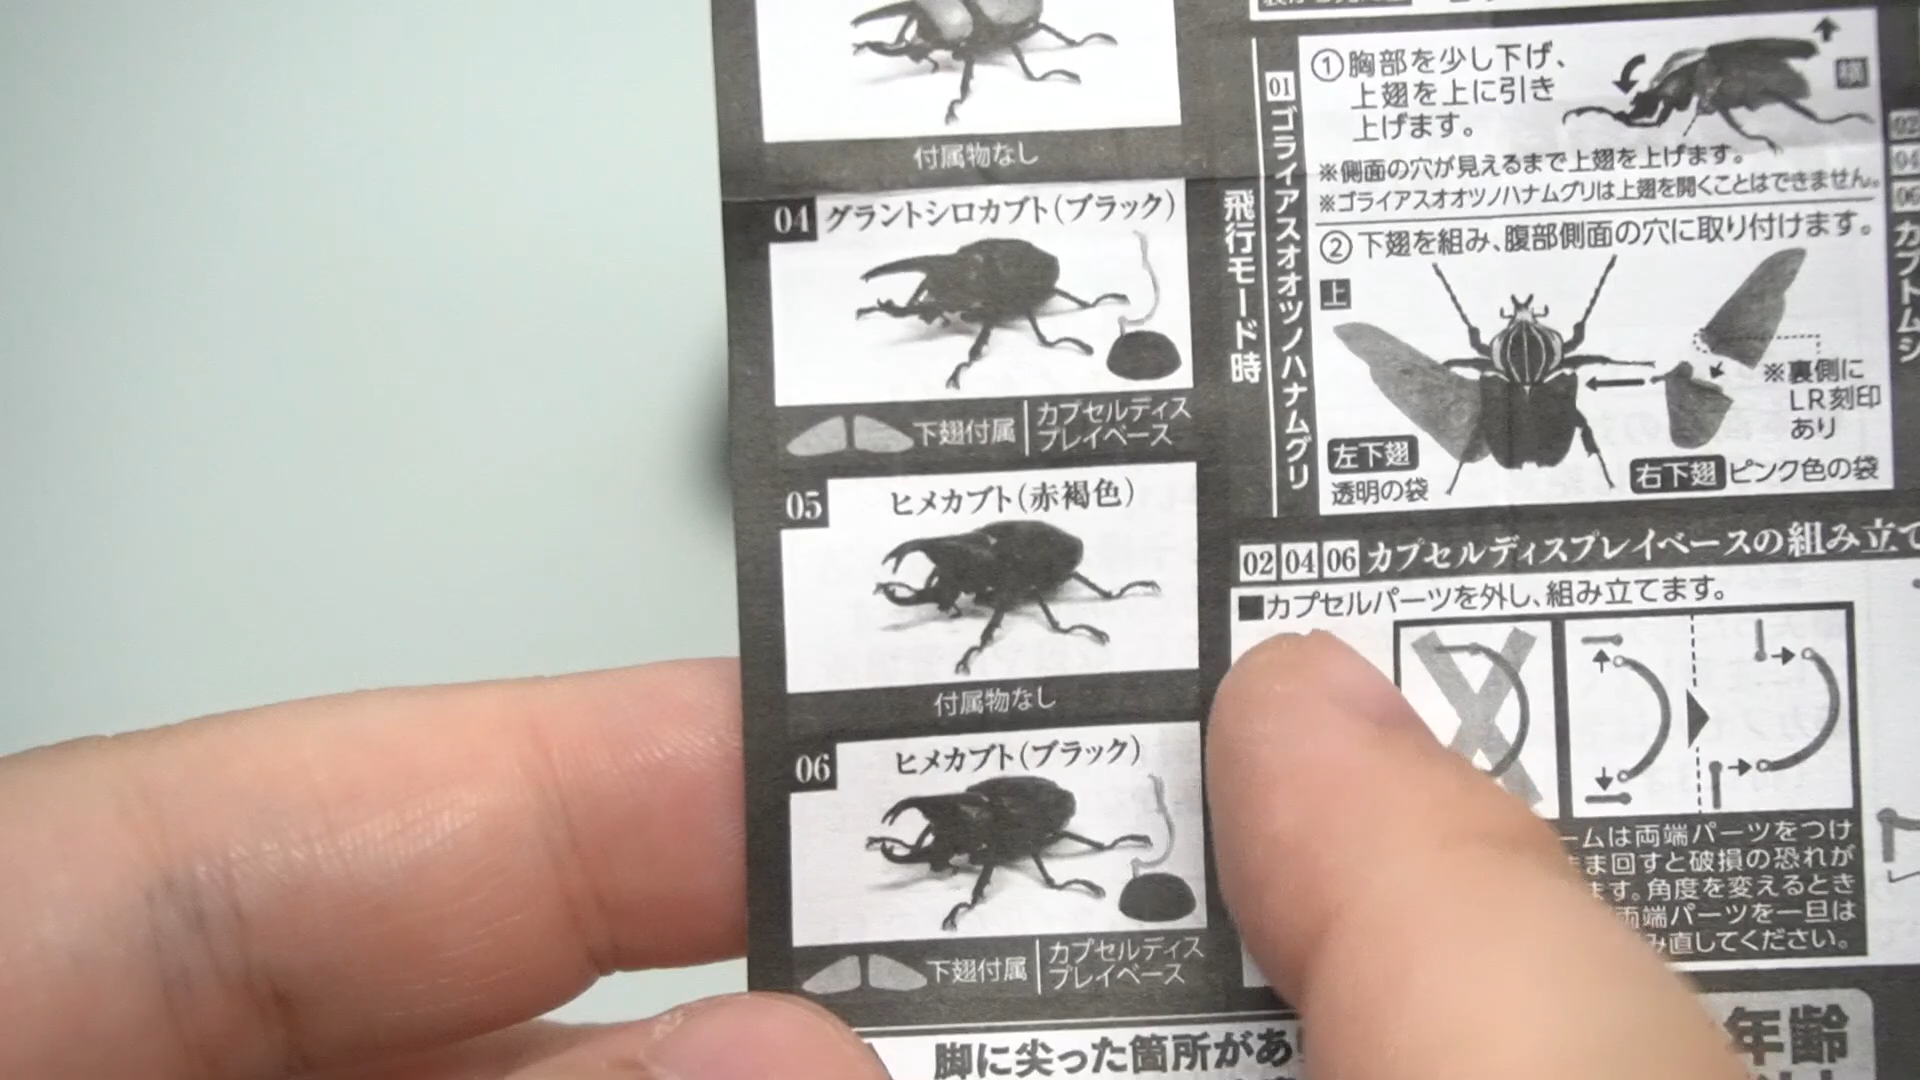 付属物なし
04 グラントシロカブト(ブラック)
下翅付属
カプセルディス
プレイベース
05 ヒメカブト(赤褐色)
付属物なし
06 ヒメカブト(ブラック)
下翅付属
カプセルディス
プレイベース
脚に尖った箇所があ
飛行モード時
01 ゴライアスオオツノハナムグリ
①胸部を少し下げ、
上翅を上に引き
上げます。
横
※側面の穴が見えるまで上翅を上げます。
※ゴライアスオオツノハナムグリは上翅を開くことはできません。
②下翅を組み、腹部側面の穴に取り付けます。
上
※裏側に
LR刻印
あり
左下翅
透明の袋
右下翅 ピンク色の袋
02 04 06 カプセルディスプレイベースの組み立て
■カプセルパーツを外し、組み立てます。
ームは両端パーツをつけ
まま回すと破損の恐れが
ます。角度を変えるとき
両端パーツを一旦は
み直してください。
年齢
02
04
06
カブトムシ